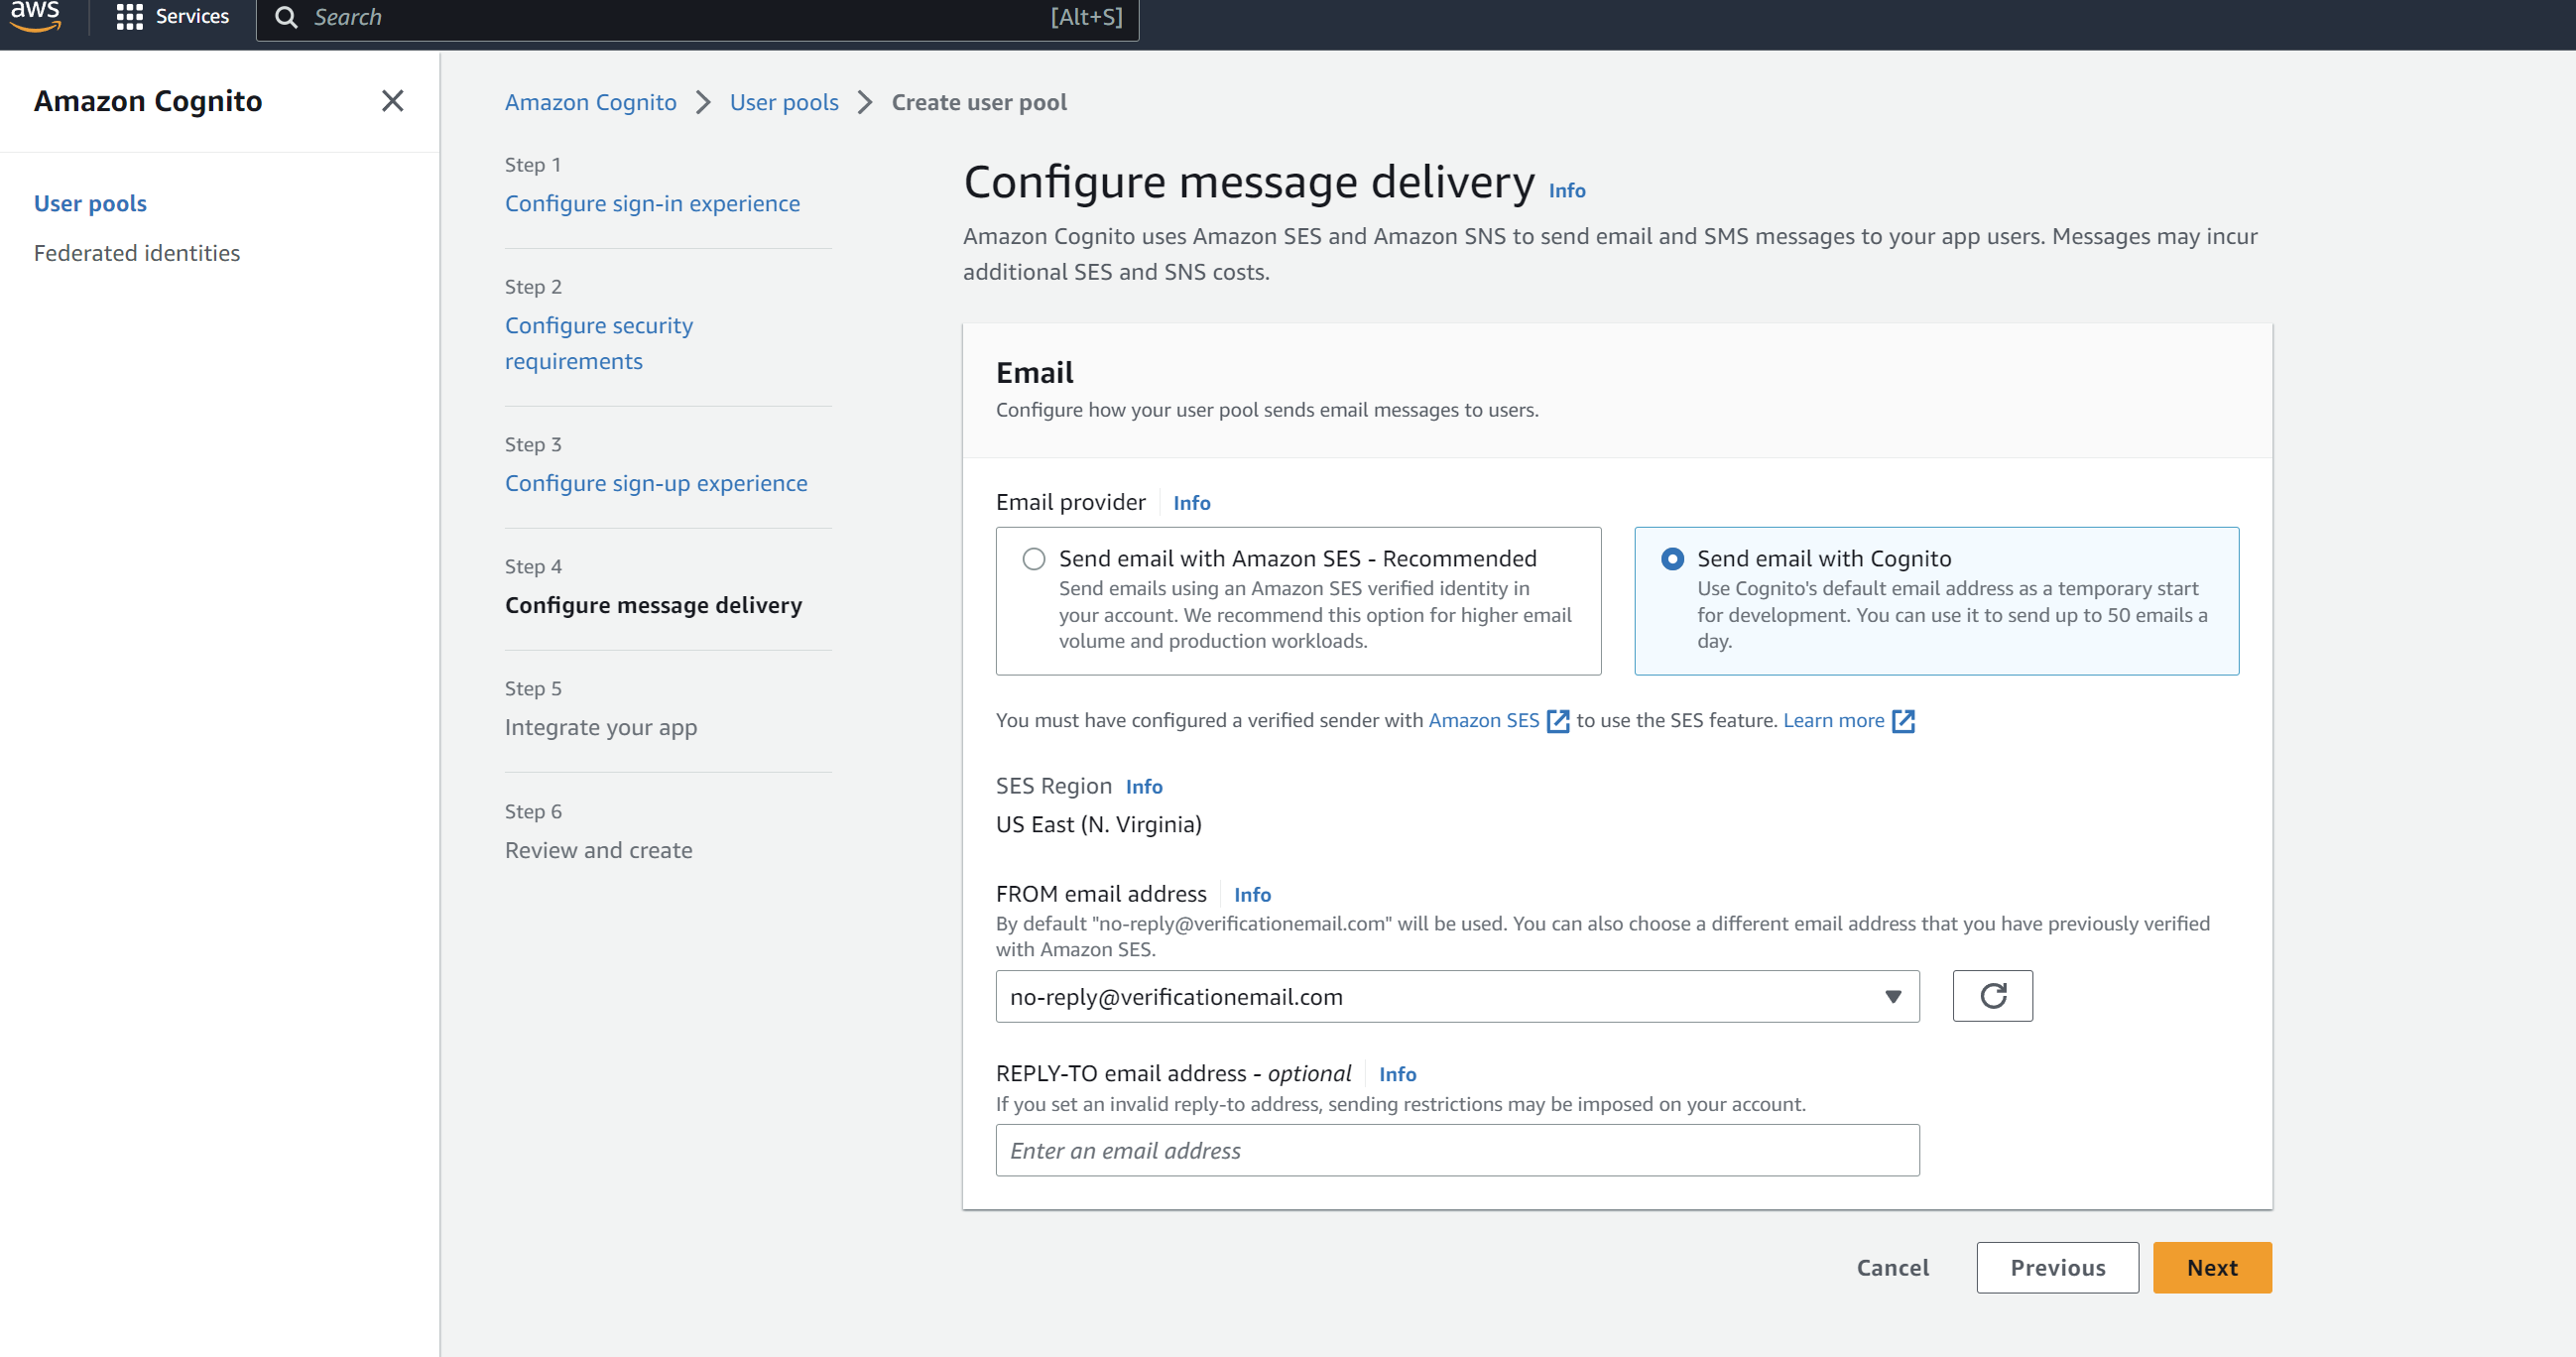 aws
Services
Search
[Alt+S]
Amazon Cognito
User pools
Federated identities
Amazon Cognito
User pools
Create user pool
Step 1
Configure sign-in experience
Step 2
Configure security
requirements
Step 3
Configure sign-up experience
Step 4
Configure message delivery
Step 5
Integrate your app
Step 6
Review and create
Configure message delivery Info
Amazon Cognito uses Amazon SES and Amazon SNS to send email and SMS messages to your app users. Messages may incur
additional SES and SNS costs.
Email
Configure how your user pool sends email messages to users.
Email provider Info
Send email with Amazon SES - Recommended
Send emails using an Amazon SES verified identity in
your account. We recommend this option for higher email
volume and production workloads.
Send email with Cognito
Use Cognito's default email address as a temporary start
for development. You can use it to send up to 50 emails a
day.
You must have configured a verified sender with Amazon SES to use the SES feature. Learn more
SES Region Info
US East (N. Virginia)
FROM email address Info
By default "no-reply@verificationemail.com" will be used. You can also choose a different email address that you have previously verified
with Amazon SES.
no-reply@verificationemail.com
REPLY-TO email address - optional Info
If you set an invalid reply-to address, sending restrictions may be imposed on your account.
Enter an email address
Cancel
Previous
Next